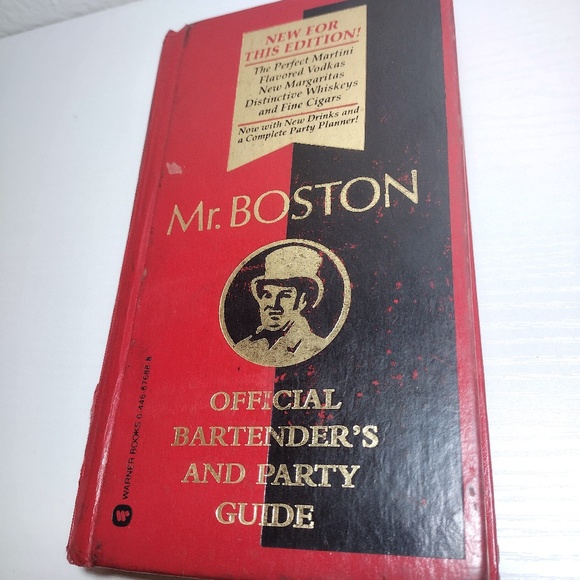 NEW FOR
THIS EDITION!
The Perfect Martini
Flavored Vodkas
New Margaritas
Distinctive Whiskeys
and Fine Cigars
Now with New Drinks and
a Complete Party Planner!
Mr. BOSTON
OFFICIAL
BARTENDER'S
AND PARTY
GUIDE
WARNER BOOKS